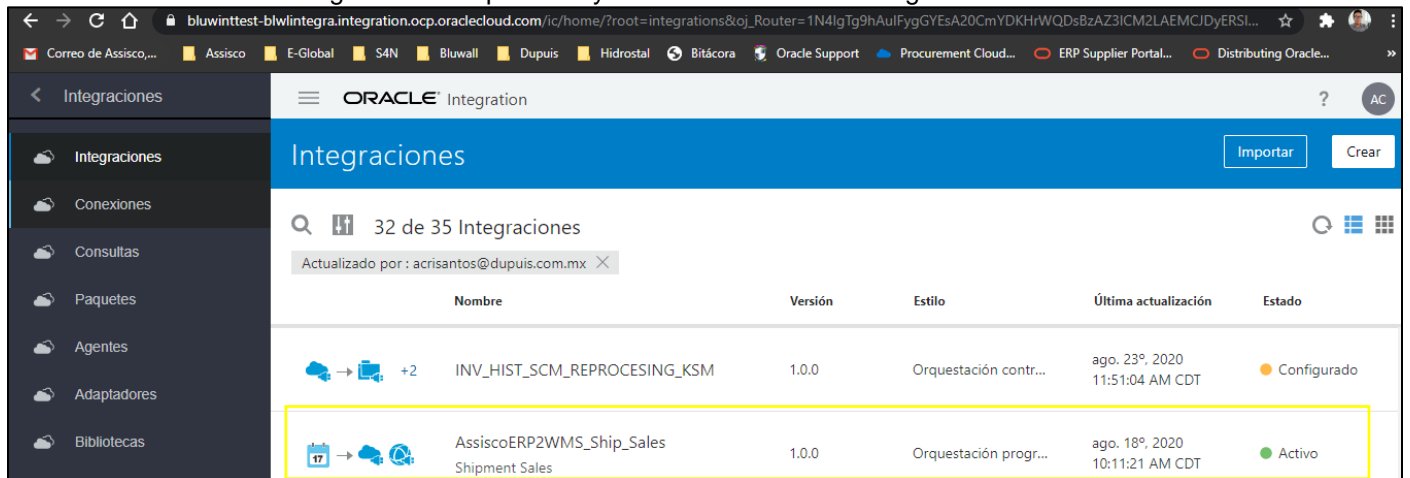 bluwinttest-blwlintegra.integration.ocp.oraclecloud.com/ic/home/?root=integrations&oj_Router=1N4IgTg9hAulFygGYEsA20CmYDKHrWQDsBzAZ3ICM2LAEMCJDyERSI...
Correo de Assisco,... Assisco E-Global S4N Bluwall Dupuis Hidrostal Bitácora Oracle Support Procurement Cloud... ERP Supplier Portal... Distributing Oracle... »
Integraciones ORACLE Integration ? AC
Integraciones Integraciones Importar Crear
Conexiones
32 de 35 Integraciones
Consultas
Actualizado por : acrisantos@dupuis.com.mx
Paquetes Nombre Versión Estilo Última actualización Estado
Agentes
+2 INV_HIST_SCM_REPROCESING_KSM 1.0.0 Orquestación contr... ago. 23º, 2020 Configurado
11:51:04 AM CDT
Adaptadores
Bibliotecas
17 AssiscoERP2WMS_Ship_Sales 1.0.0 Orquestación progr... ago. 18º, 2020 Activo
Shipment Sales 10:11:21 AM CDT